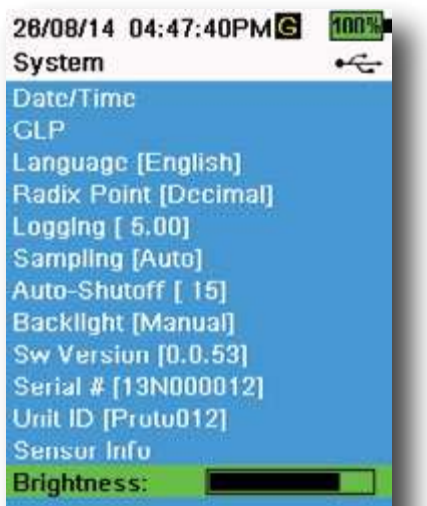 26/08/14 04:47:40PM G 100%
System
Date/Time
GLP
Language [English]
Radix Point [Decimal]
Logging [ 5.00]
Sampling [Auto]
Auto-Shutoff [ 15]
Backlight [Manual]
Sw Version [0.0.53]
Serial # [13N000012]
Unit ID [Proto012]
Sensor Info
Brightness: